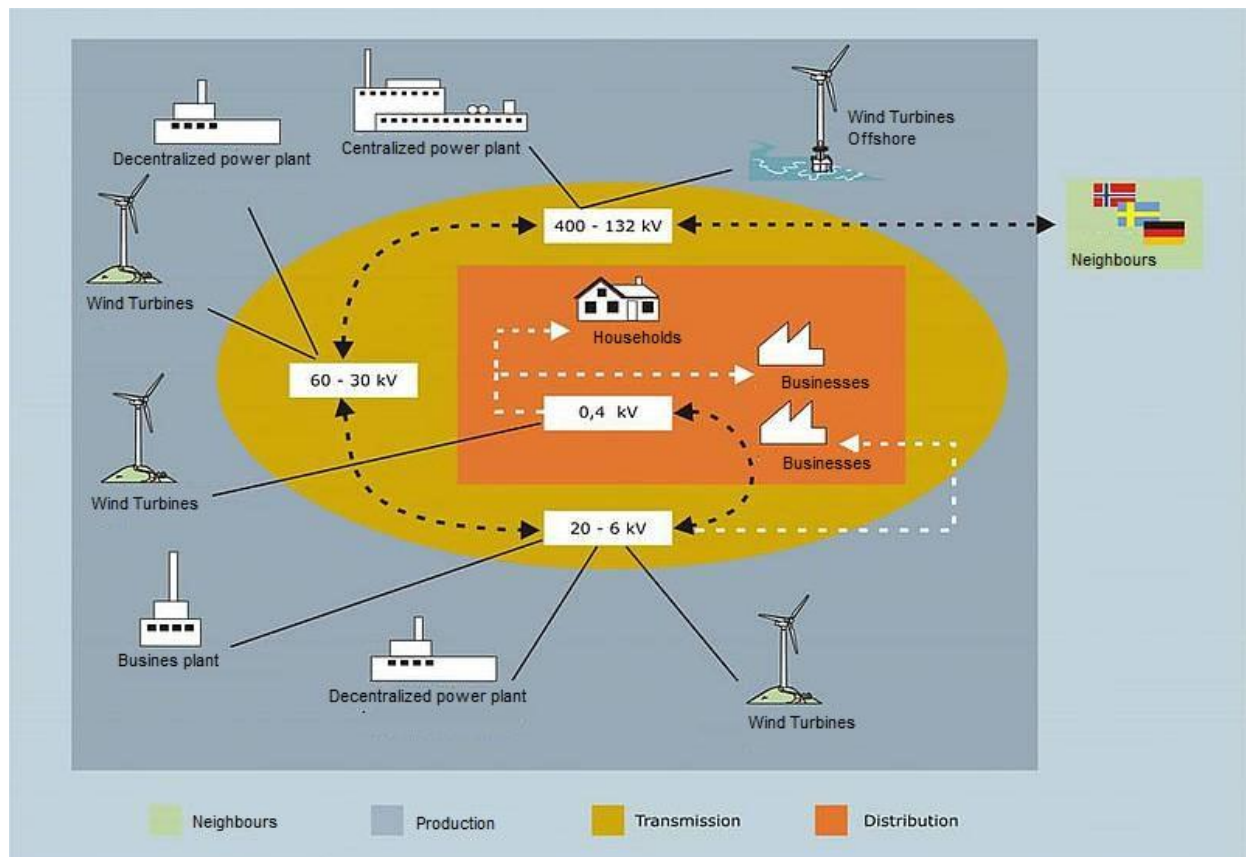 Decentralized power plant
Centralized power plant
Wind Turbines
Offshore
400 - 132 kV
Neighbours
Wind Turbines
Households
60 - 30 kV
Businesses
0,4 kV
Businesses
Wind Turbines
20 - 6 kV
Busines plant
Decentralized power plant
Wind Turbines
Neighbours
Production
Transmission
Distribution